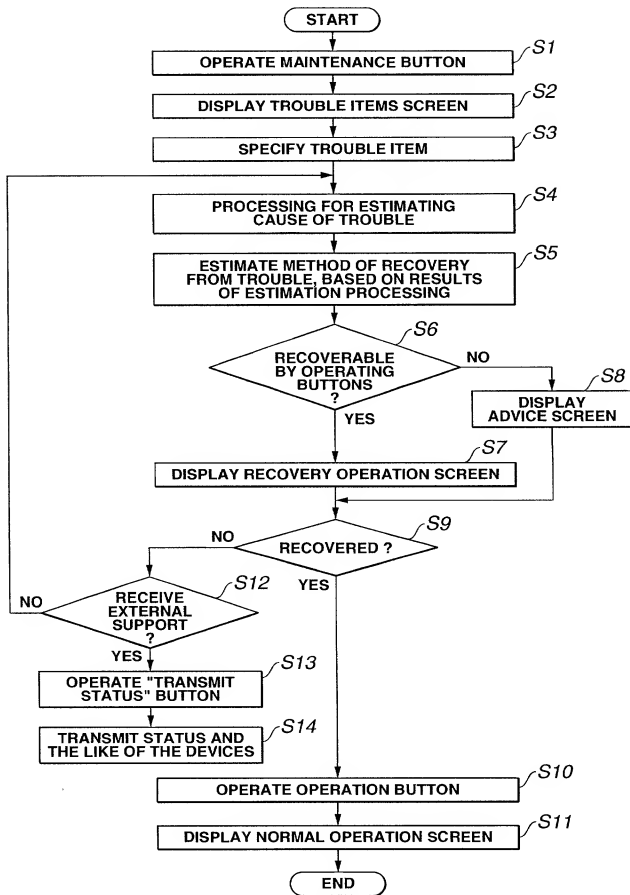 START
S1
OPERATE MAINTENANCE BUTTON
S2
DISPLAY TROUBLE ITEMS SCREEN
S3
SPECIFY TROUBLE ITEM
S4
PROCESSING FOR ESTIMATING
CAUSE OF TROUBLE
S5
ESTIMATE METHOD OF RECOVERY
FROM TROUBLE, BASED ON RESULTS
OF ESTIMATION PROCESSING
S6
RECOVERABLE
BY OPERATING
BUTTONS
?
NO
YES
S8
DISPLAY
ADVICE SCREEN
S7
DISPLAY RECOVERY OPERATION SCREEN
S9
RECOVERED ?
NO
YES
S12
RECEIVE
EXTERNAL
SUPPORT
?
NO
YES
S13
OPERATE "TRANSMIT
STATUS" BUTTON
S14
TRANSMIT STATUS AND
THE LIKE OF THE DEVICES
S10
OPERATE OPERATION BUTTON
S11
DISPLAY NORMAL OPERATION SCREEN
END